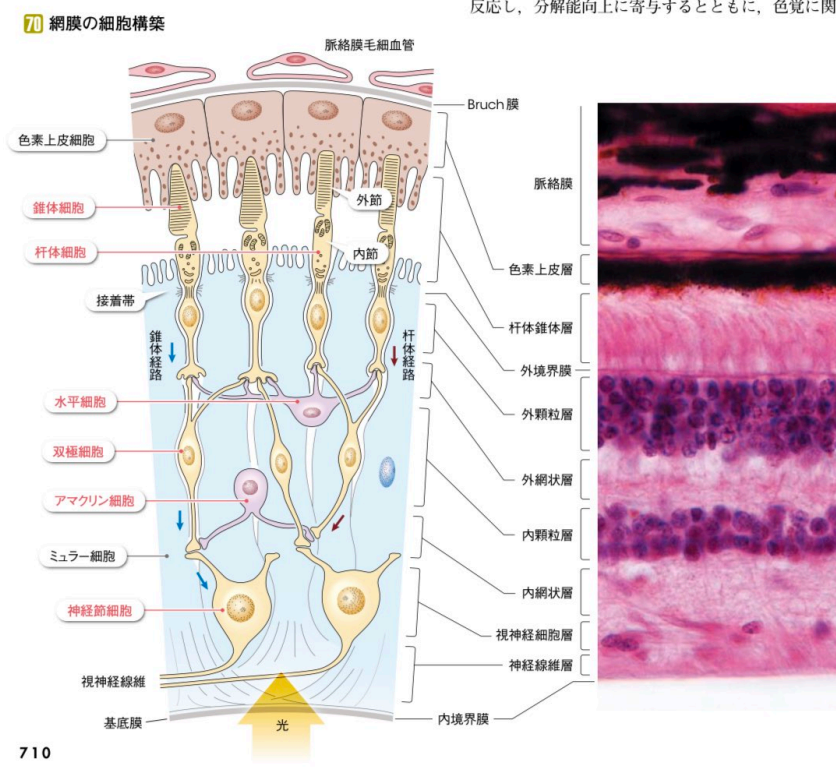 反応し，分解能向上に寄与するとともに，色覚に関
70 網膜の細胞構築
脈絡膜毛細血管
Bruch膜
色素上皮細胞
錐体細胞
杆体細胞
外節
内節
接着帯
錐体経路
杆体経路
水平細胞
双極細胞
アマクリン細胞
ミュラー細胞
神経節細胞
視神経線維
基底膜
光
脈絡膜
色素上皮層
杆体錐体層
外境界膜
外顆粒層
外網状層
内顆粒層
内網状層
視神経細胞層
神経線維層
内境界膜
710